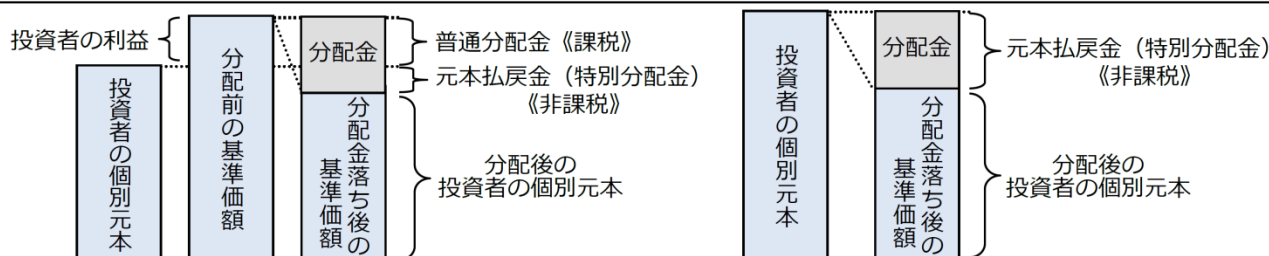 投資者の利益
投資者の個別元本
分配前の基準価額
分配金
分配金落ち後の
基準価額
普通分配金《課税》
元本払戻金（特別分配金）
《非課税》
分配後の
投資者の個別元本
投資者の個別元本
分配金
分配金落ち後の
基準価額
元本払戻金（特別分配金）
《非課税》
分配後の
投資者の個別元本